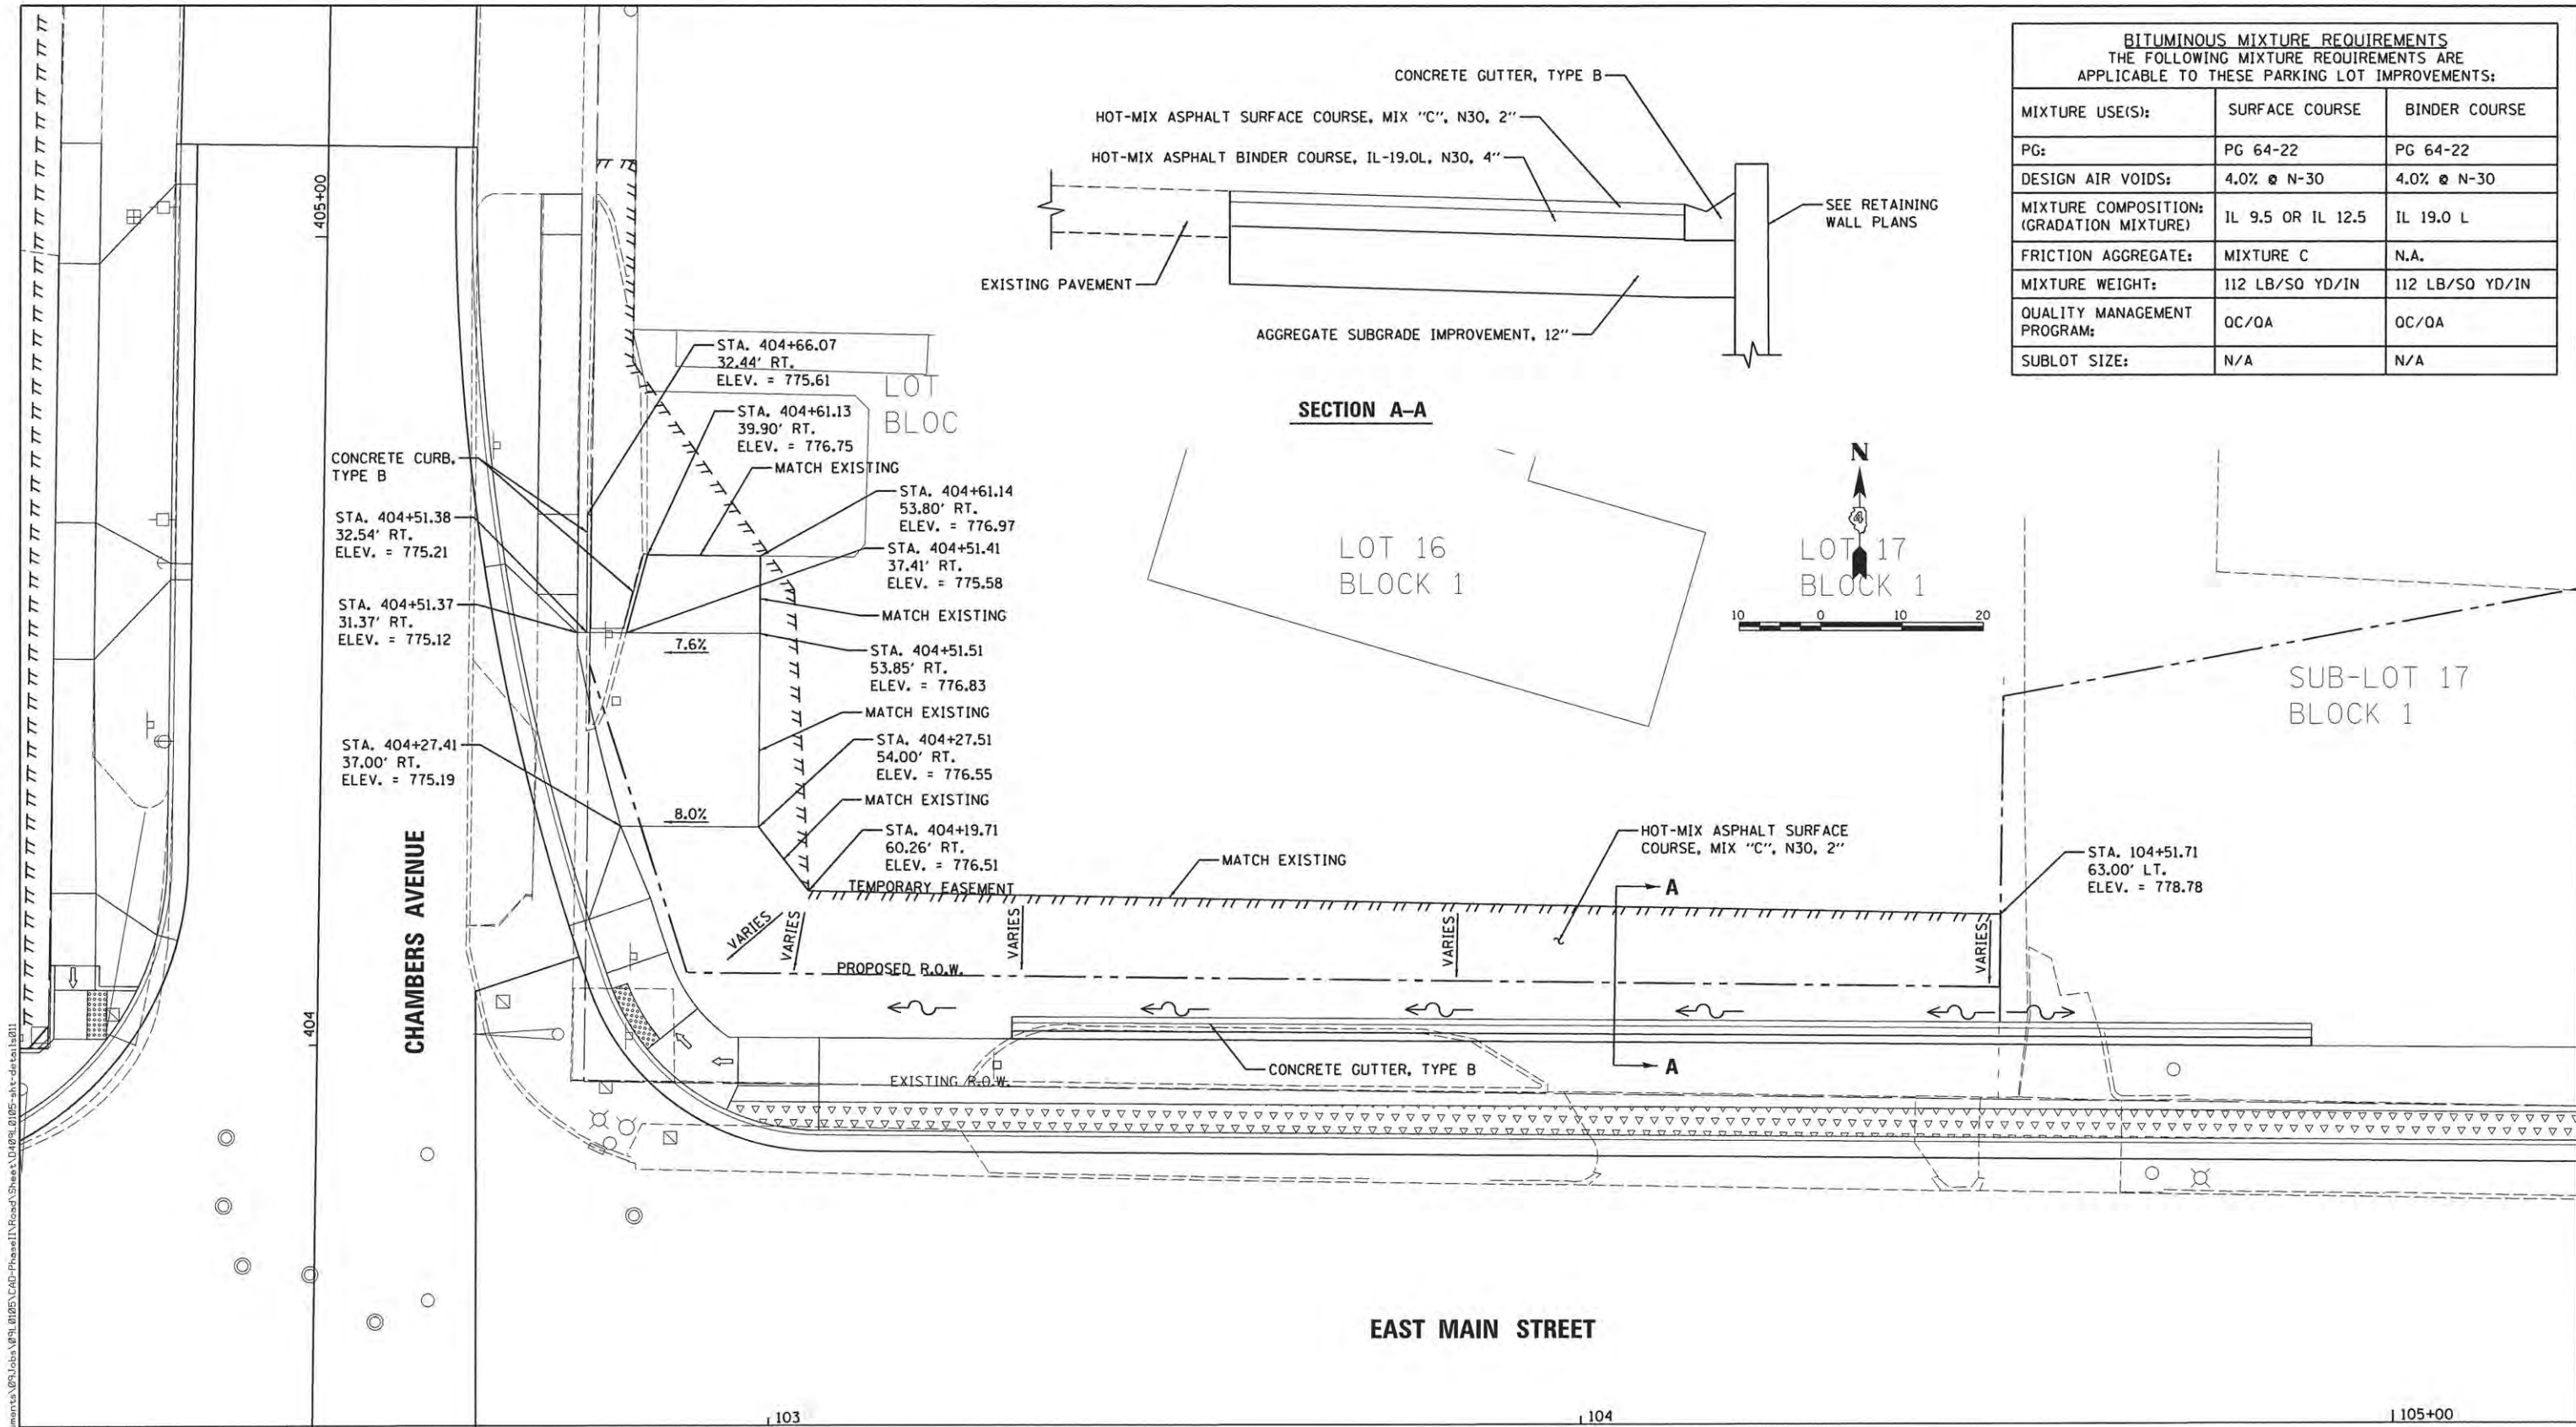 BITUMINOUS MIXTURE REQUIREMENTS
THE FOLLOWING MIXTURE REQUIREMENTS ARE
APPLICABLE TO THESE PARKING LOT IMPROVEMENTS:
MIXTURE USE(S): SURFACE COURSE BINDER COURSE
PG: PG 64-22 PG 64-22
DESIGN AIR VOIDS: 4.0% @ N-30 4.0% @ N-30
MIXTURE COMPOSITION:
(GRADATION MIXTURE) IL 9.5 OR IL 12.5 IL 19.0 L
FRICTION AGGREGATE: MIXTURE C N.A.
MIXTURE WEIGHT: 112 LB/SQ YD/IN 112 LB/SQ YD/IN
QUALITY MANAGEMENT
PROGRAM: QC/QA QC/QA
SUBLOT SIZE: N/A N/A
CONCRETE GUTTER, TYPE B
HOT-MIX ASPHALT SURFACE COURSE, MIX "C", N30, 2"
HOT-MIX ASPHALT BINDER COURSE, IL-19.0L, N30, 4"
SEE RETAINING
WALL PLANS
EXISTING PAVEMENT
AGGREGATE SUBGRADE IMPROVEMENT, 12"
SECTION A-A
405+00
STA. 404+66.07
32.44' RT.
ELEV. = 775.61
LOT
BLOC
STA. 404+61.13
39.90' RT.
ELEV. = 776.75
MATCH EXISTING
CONCRETE CURB,
TYPE B
STA. 404+61.14
53.80' RT.
ELEV. = 776.97
STA. 404+51.38
32.54' RT.
ELEV. = 775.21
STA. 404+51.41
37.41' RT.
ELEV. = 775.58
STA. 404+51.37
31.37' RT.
ELEV. = 775.12
MATCH EXISTING
7.6%
STA. 404+51.51
53.85' RT.
ELEV. = 776.83
MATCH EXISTING
STA. 404+27.41
37.00' RT.
ELEV. = 775.19
STA. 404+27.51
54.00' RT.
ELEV. = 776.55
MATCH EXISTING
8.0%
STA. 404+19.71
60.26' RT.
ELEV. = 776.51
LOT 16
BLOCK 1
N
4
LOT 17
BLOCK 1
10 0 10 20
SUB-LOT 17
BLOCK 1
HOT-MIX ASPHALT SURFACE
COURSE, MIX "C", N30, 2"
MATCH EXISTING
STA. 104+51.71
63.00' LT.
ELEV. = 778.78
TEMPORARY EASEMENT
A
VARIES
VARIES
VARIES
VARIES
VARIES
PROPOSED R.O.W.
CHAMBERS AVENUE
404
CONCRETE GUTTER, TYPE B
A
EXISTING R.O.W.
EAST MAIN STREET
103
104
105+00
\09Jobs\09L0105\CAD-PhaseII\Road\Sheet\D409L0105-sht-details011